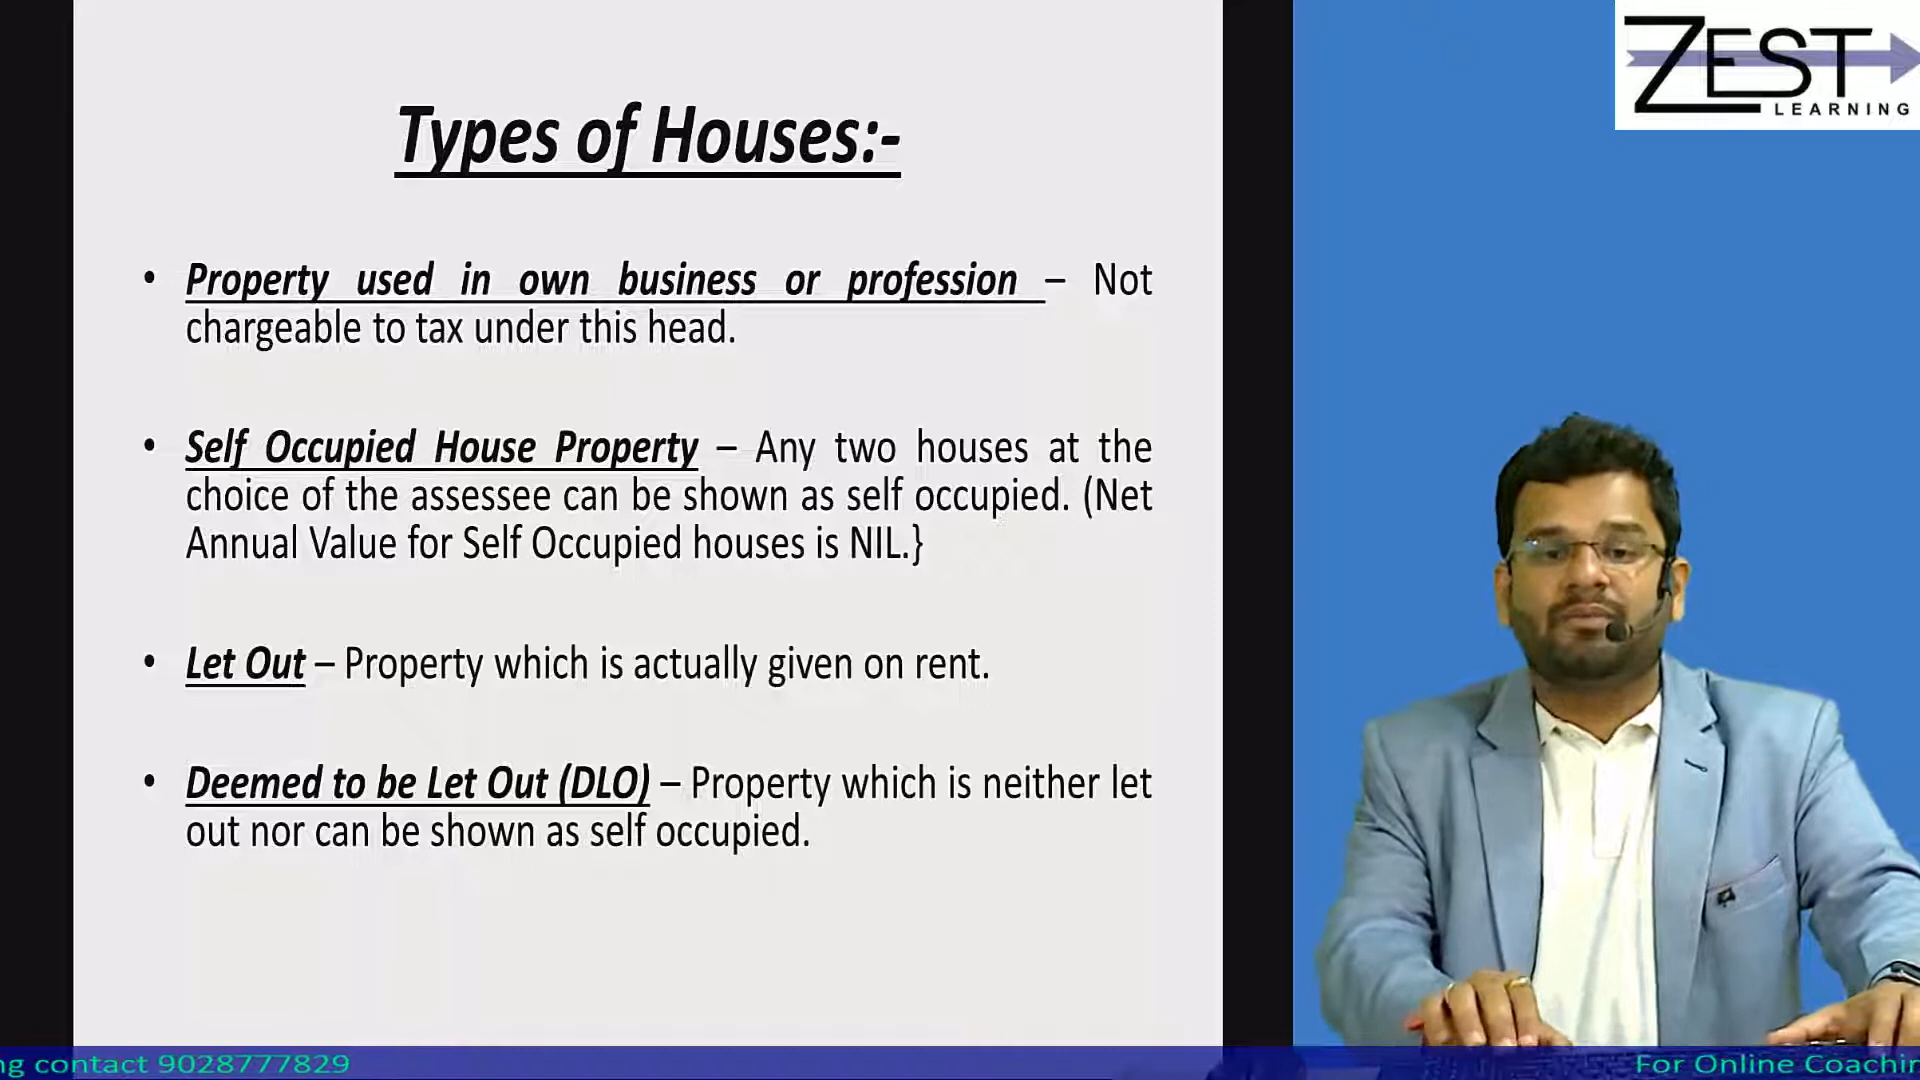 ZEST
LEARNING
Types of Houses:-
• Property used in own business or profession – Not
chargeable to tax under this head.
• Self Occupied House Property – Any two houses at the
choice of the assessee can be shown as self occupied. (Net
Annual Value for Self Occupied houses is NIL.}
• Let Out – Property which is actually given on rent.
• Deemed to be Let Out (DLO) – Property which is neither let
out nor can be shown as self occupied.
ng contact 9028777829
For Online Coachin